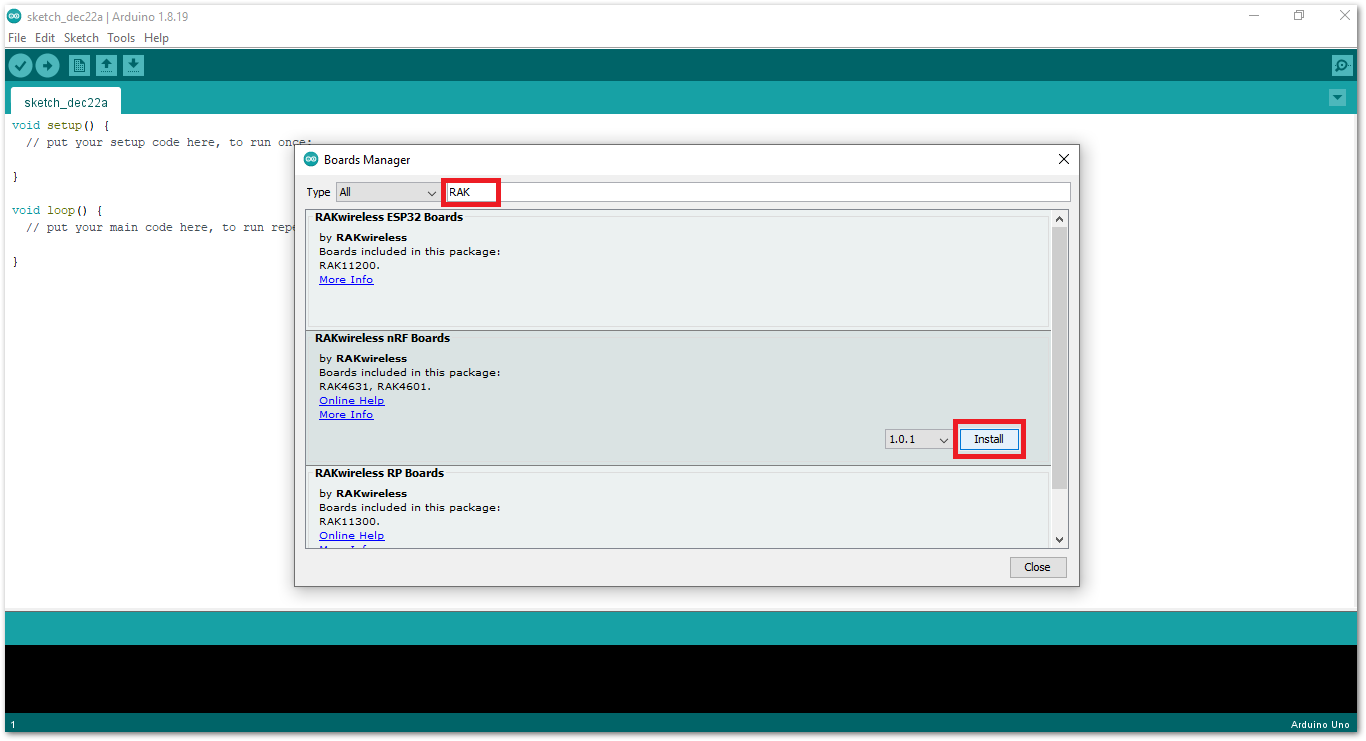 sketch_dec22a | Arduino 1.8.19
File Edit Sketch Tools Help
sketch_dec22a
void setup() {
// put your setup code here, to run once:
}
void loop() {
// put your main code here, to run repe
}
Boards Manager
Type All RAK
RAKwireless ESP32 Boards
by RAKwireless
Boards included in this package:
RAK11200.
More Info
RAKwireless nRF Boards
by RAKwireless
Boards included in this package:
RAK4631, RAK4601.
Online Help
More Info
1.0.1 Install
RAKwireless RP Boards
by RAKwireless
Boards included in this package:
RAK11300.
Online Help
Close
1 Arduino Uno